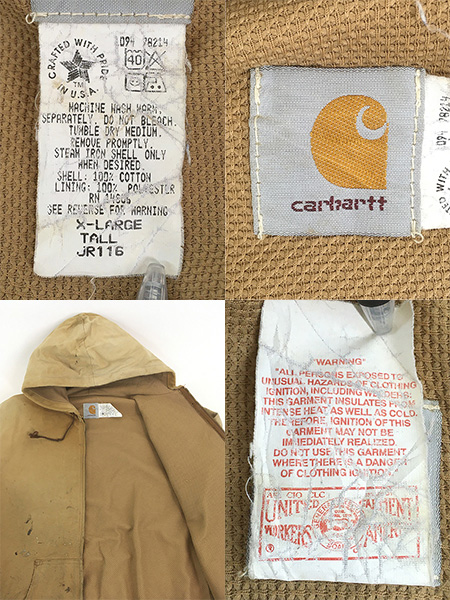 CRAFTED WITH PRIDE
IN U.S.A.
TM
094 78214
40
MACHINE WASH WARM,
SEPARATELY. DO NOT BLEACH.
TUMBLE DRY MEDIUM.
REMOVE PROMPTLY.
STEAM IRON SHELL ONLY
WHEN DESIRED.
SHELL: 100% COTTON
LINING: 100% POLYESTER
RN 14806
SEE REVERSE FOR WARNING
X-LARGE
TALL
JR116
carhartt
094 78214
carhartt
"WARNING"
"ALL PERSONS EXPOSED TO
UNUSUAL HAZARDS OF CLOTHING
IGNITION, INCLUDING WELDERS:
THIS GARMENT INSULATES FROM
INTENSE HEAT AS WELL AS COLD.
THEREFORE, IGNITION OF THIS
GARMENT MAY NOT BE
IMMEDIATELY REALIZED.
DO NOT USE THIS GARMENT
WHERE THERE IS A DANGER
OF CLOTHING IGNITION."
AFL CIO CLC
UNITED GARMENT
WORKERS AMERICA